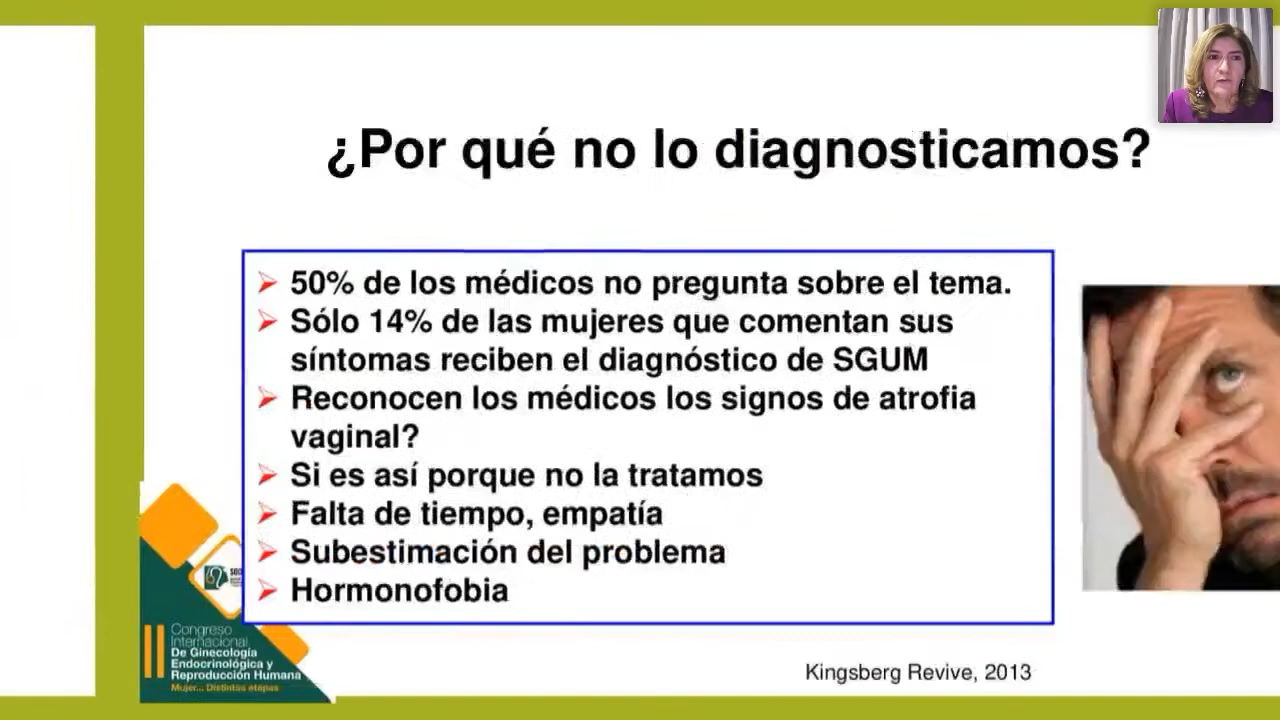 ¿Por qué no lo diagnosticamos?
50% de los médicos no pregunta sobre el tema.
Sólo 14% de las mujeres que comentan sus
síntomas reciben el diagnóstico de SGUM
Reconocen los médicos los signos de atrofia
vaginal?
Si es así porque no la tratamos
Falta de tiempo, empatía
Subestimación del problema
Hormonofobia
II
Congreso
Internacional
De Ginecología
Endocrinológica y
Reproducción Humana
Mujer... Distintas etapas
Kingsberg Revive, 2013